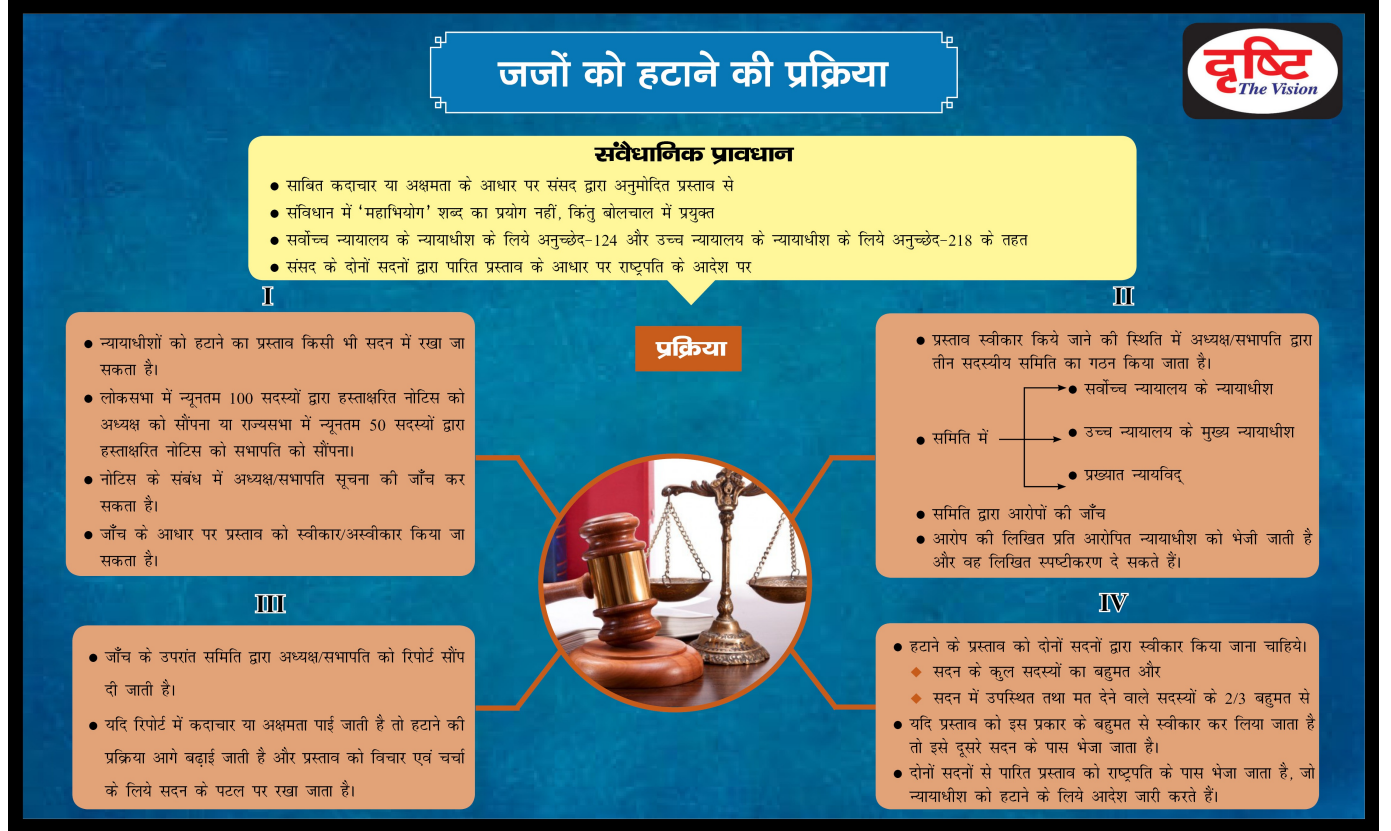 जजों को हटाने की प्रक्रिया
दृष्टि
The Vision
संवैधानिक प्रावधान
● साबित कदाचार या अक्षमता के आधार पर संसद द्वारा अनुमोदित प्रस्ताव से
● संविधान में ‘महाभियोग’ शब्द का प्रयोग नहीं, किंतु बोलचाल में प्रयुक्त
● सर्वोच्च न्यायालय के न्यायाधीश के लिये अनुच्छेद-124 और उच्च न्यायालय के न्यायाधीश के लिये अनुच्छेद-218 के तहत
● संसद के दोनों सदनों द्वारा पारित प्रस्ताव के आधार पर राष्ट्रपति के आदेश पर
प्रक्रिया
I
● न्यायाधीशों को हटाने का प्रस्ताव किसी भी सदन में रखा जा
सकता है।
● लोकसभा में न्यूनतम 100 सदस्यों द्वारा हस्ताक्षरित नोटिस को
अध्यक्ष को सौंपना या राज्यसभा में न्यूनतम 50 सदस्यों द्वारा
हस्ताक्षरित नोटिस को सभापति को सौंपना।
● नोटिस के संबंध में अध्यक्ष/सभापति सूचना की जाँच कर
सकता है।
● जाँच के आधार पर प्रस्ताव को स्वीकार/अस्वीकार किया जा
सकता है।
II
● प्रस्ताव स्वीकार किये जाने की स्थिति में अध्यक्ष/सभापति द्वारा
तीन सदस्यीय समिति का गठन किया जाता है।
● समिति में
● सर्वोच्च न्यायालय के न्यायाधीश
● उच्च न्यायालय के मुख्य न्यायाधीश
● प्रख्यात न्यायविद्
● समिति द्वारा आरोपों की जाँच
● आरोप की लिखित प्रति आरोपित न्यायाधीश को भेजी जाती है
और वह लिखित स्पष्टीकरण दे सकते हैं।
III
● जाँच के उपरांत समिति द्वारा अध्यक्ष/सभापति को रिपोर्ट सौंप
दी जाती है।
● यदि रिपोर्ट में कदाचार या अक्षमता पाई जाती है तो हटाने की
प्रक्रिया आगे बढ़ाई जाती है और प्रस्ताव को विचार एवं चर्चा
के लिये सदन के पटल पर रखा जाता है।
IV
● हटाने के प्रस्ताव को दोनों सदनों द्वारा स्वीकार किया जाना चाहिये।
◆ सदन के कुल सदस्यों का बहुमत और
◆ सदन में उपस्थित तथा मत देने वाले सदस्यों के 2/3 बहुमत से
● यदि प्रस्ताव को इस प्रकार के बहुमत से स्वीकार कर लिया जाता है
तो इसे दूसरे सदन के पास भेजा जाता है।
● दोनों सदनों से पारित प्रस्ताव को राष्ट्रपति के पास भेजा जाता है, जो
न्यायाधीश को हटाने के लिये आदेश जारी करते हैं।